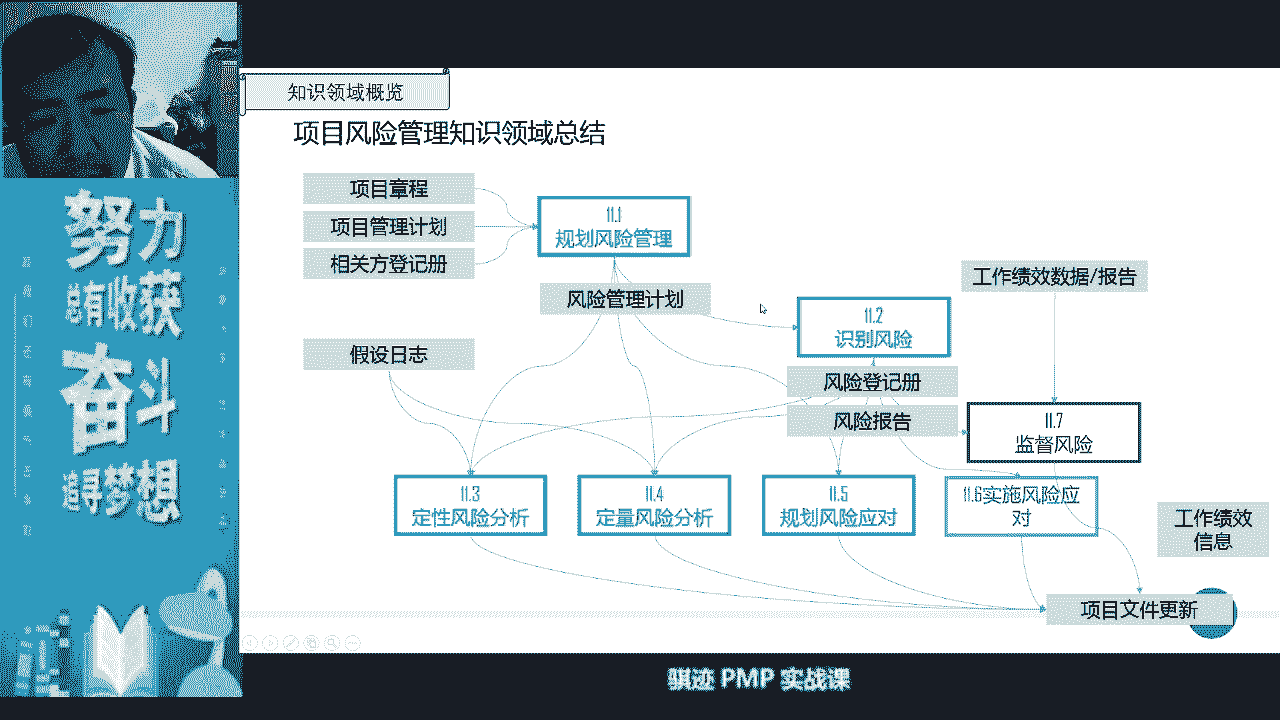 知识领域概览
项目风险管理知识领域总结
项目章程
项目管理计划
相关方登记册
11.1
规划风险管理
风险管理计划
工作绩效数据/报告
11.2
识别风险
假设日志
风险登记册
风险报告
11.7
监督风险
11.3
定性风险分析
11.4
定量风险分析
11.5
规划风险应对
11.6实施风险应
对
工作绩效
信息
项目文件更新
努力
总有收获
奋斗
追寻梦想
骐迹 PMP 实战课